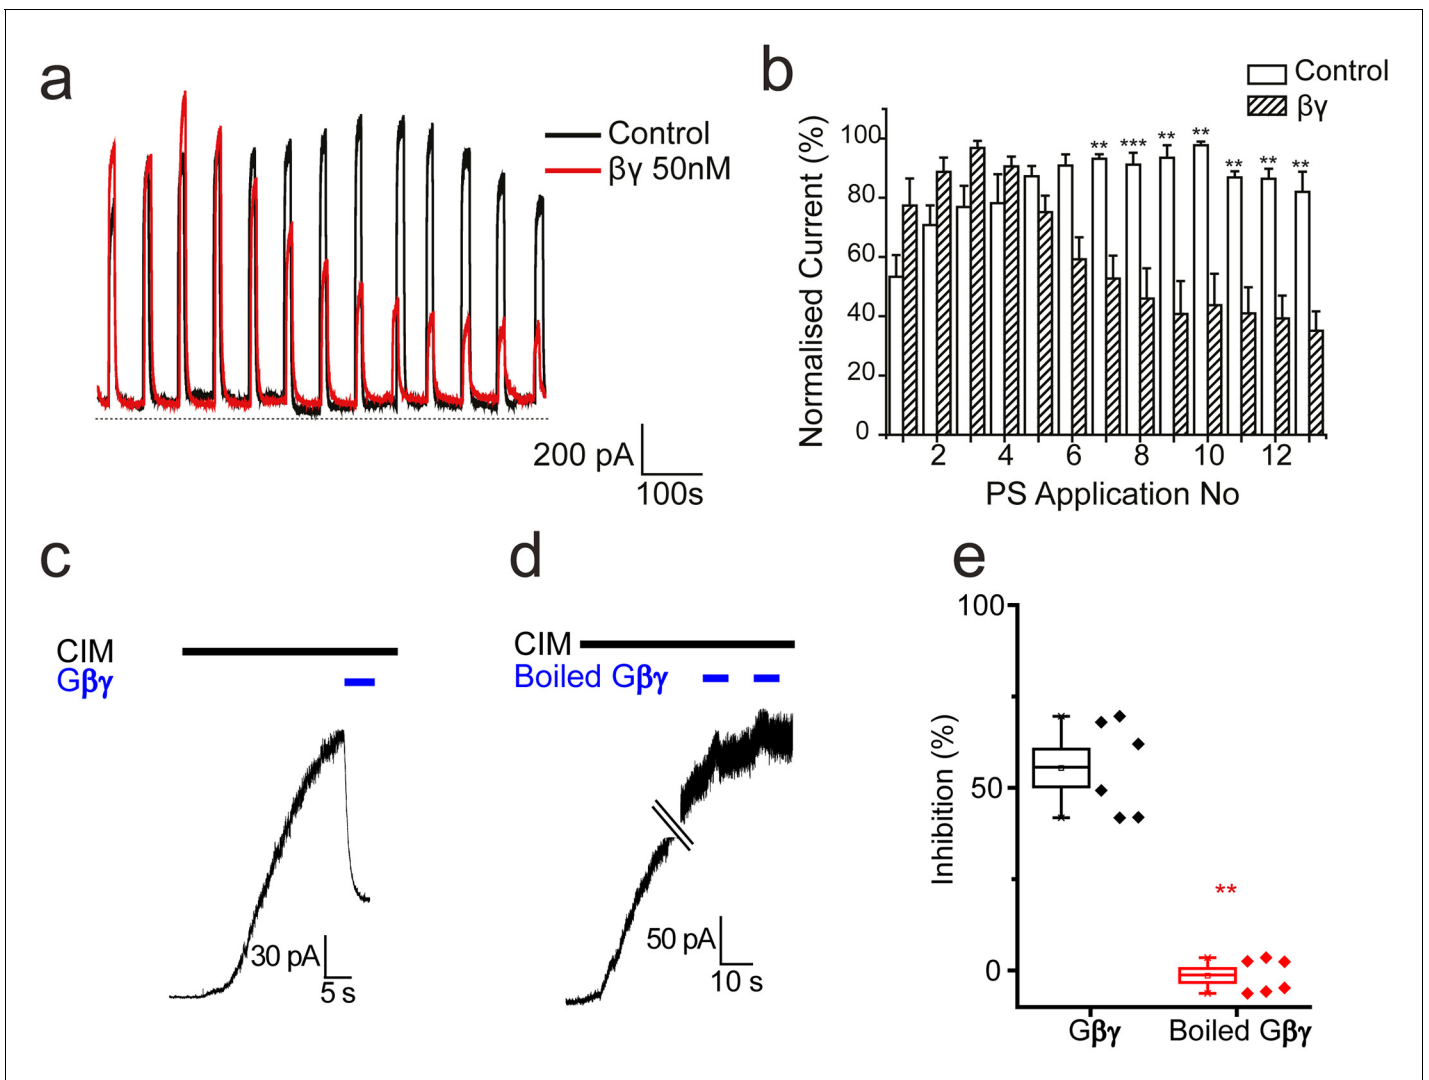 a
Control
βγ 50nM
200 pA
100s
b
Control
βγ
Normalised Current (%)
100
80
60
40
20
0
** *** ** ** ** ** **
2 4 6 8 10 12
PS Application No
c
CIM
Gβγ
30 pA
5 s
d
CIM
Boiled Gβγ
50 pA
10 s
e
Inhibition (%)
100
50
0
**
Gβγ Boiled Gβγ